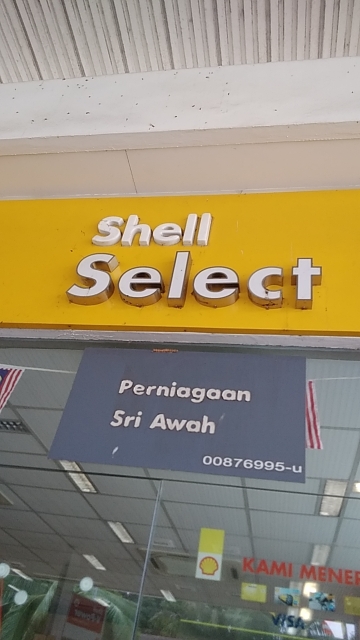 Shell
Select
Perniagaan
Sri Awah
00876995-u
KAMI MENER
VISA